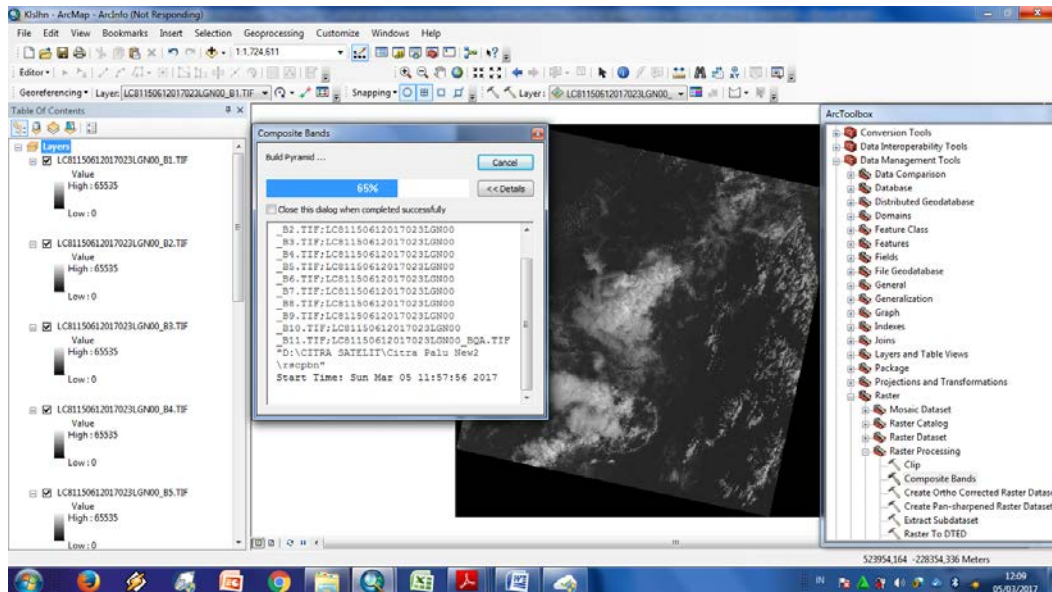 Klslhn - ArcMap - ArcInfo (Not Responding)
File Edit View Bookmarks Insert Selection Geoprocessing Customize Windows Help
1:1,724,611
Editor
Georeferencing Layer: LC81150612017023LGN00_B1.TIF Snapping Layer: LC81150612017023LGN00_
Table Of Contents
Layers
LC81150612017023LGN00_B1.TIF
Value
High : 65535
Low : 0
LC81150612017023LGN00_B2.TIF
Value
High : 65535
Low : 0
LC81150612017023LGN00_B3.TIF
Value
High : 65535
Low : 0
LC81150612017023LGN00_B4.TIF
Value
High : 65535
Low : 0
LC81150612017023LGN00_B5.TIF
Value
High : 65535
Low : 0
Composite Bands
Build Pyramid ...
Cancel
65%
<< Details
Close this dialog when completed successfully
_B2.TIF;LC81150612017023LGN00
_B3.TIF;LC81150612017023LGN00
_B4.TIF;LC81150612017023LGN00
_B5.TIF;LC81150612017023LGN00
_B6.TIF;LC81150612017023LGN00
_B7.TIF;LC81150612017023LGN00
_B8.TIF;LC81150612017023LGN00
_B9.TIF;LC81150612017023LGN00
_B10.TIF;LC81150612017023LGN00
_B11.TIF;LC81150612017023LGN00_BQA.TIF
"D:\CITRA SATELIT\Citra Palu New2
\rscpbn"
Start Time: Sun Mar 05 11:57:56 2017
ArcToolbox
Conversion Tools
Data Interoperability Tools
Data Management Tools
Data Comparison
Database
Distributed Geodatabase
Domains
Feature Class
Features
Fields
File Geodatabase
General
Generalization
Graph
Indexes
Joins
Layers and Table Views
Package
Projections and Transformations
Raster
Mosaic Dataset
Raster Catalog
Raster Dataset
Raster Processing
Clip
Composite Bands
Create Ortho Corrected Raster Datase
Create Pan-sharpened Raster Dataset
Extract Subdataset
Raster To DTED
523954,164 -228354,336 Meters
IN
12:09
05/03/2017